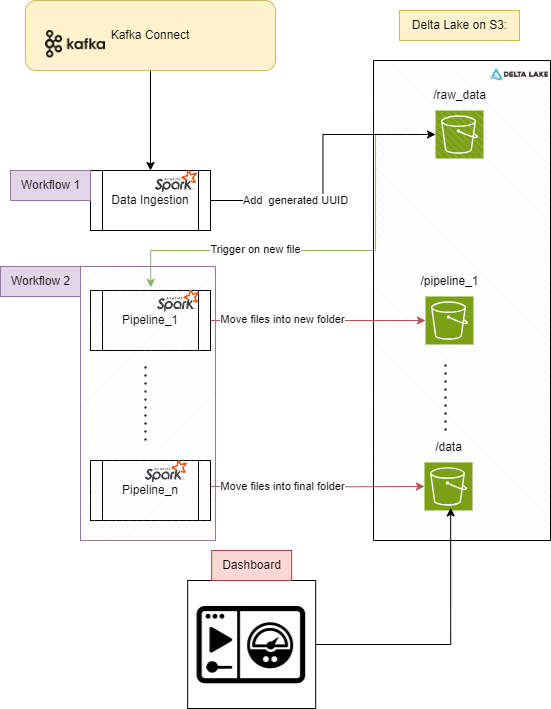 kafka
Kafka Connect
Delta Lake on S3:
DELTA LAKE
/raw_data
Workflow 1
APACHE
Spark
Data Ingestion
Add generated UUID
Trigger on new file
Workflow 2
/pipeline_1
APACHE
Spark
Pipeline_1
Move files into new folder
/data
APACHE
Spark
Pipeline_n
Move files into final folder
Dashboard